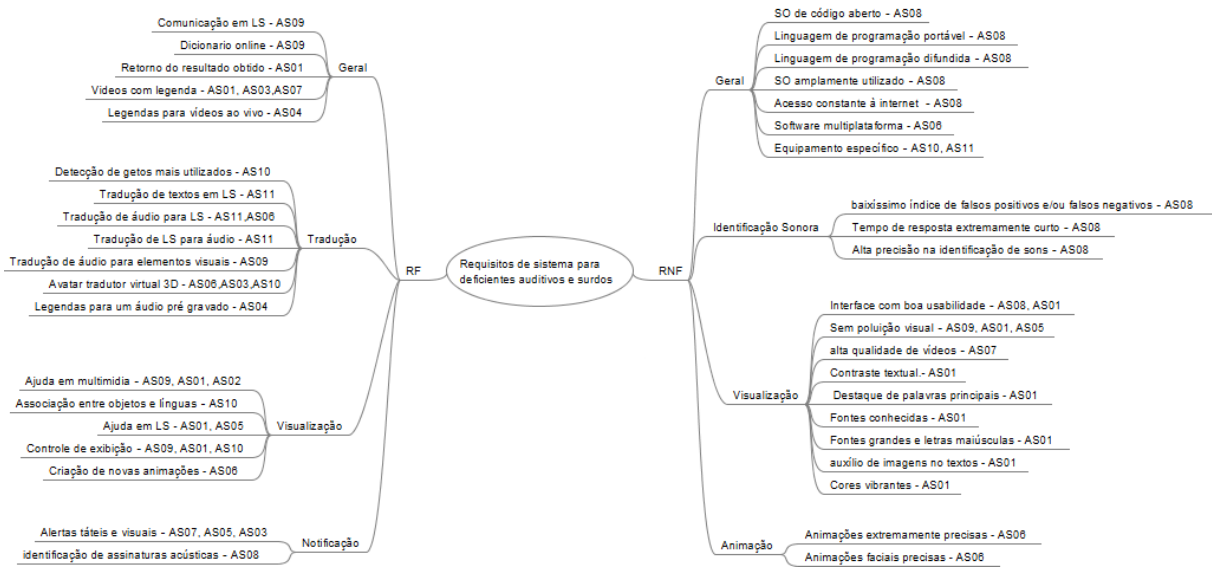 Comunicação em LS - AS09
Dicionario online - AS09
Retorno do resultado obtido - AS01
Videos com legenda - AS01, AS03,AS07
Legendas para vídeos ao vivo - AS04
Geral
Detecção de getos mais utilizados - AS10
Tradução de textos em LS - AS11
Tradução de áudio para LS - AS11,AS06
Tradução de LS para áudio - AS11
Tradução de áudio para elementos visuais - AS09
Avatar tradutor virtual 3D - AS06,AS03,AS10
Legendas para um áudio pré gravado - AS04
Tradução
Ajuda em multimidia - AS09, AS01, AS02
Associação entre objetos e línguas - AS10
Ajuda em LS - AS01, AS05
Controle de exibição - AS09, AS01, AS10
Criação de novas animações - AS06
Visualização
Alertas táteis e visuais - AS07, AS05, AS03
identificação de assinaturas acústicas - AS08
Notificação
RF
Requisitos de sistema para
deficientes auditivos e surdos
RNF
Geral
SO de código aberto - AS08
Linguagem de programação portável - AS08
Linguagem de programação difundida - AS08
SO amplamente utilizado - AS08
Acesso constante á internet - AS08
Software multiplataforma - AS06
Equipamento específico - AS10, AS11
Identificação Sonora
baixíssimo índice de falsos positivos e/ou falsos negativos - AS08
Tempo de resposta extremamente curto - AS08
Alta precisão na identificação de sons - AS08
Visualização
Interface com boa usabilidade - AS08, AS01
Sem poluição visual - AS09, AS01, AS05
alta qualidade de vídeos - AS07
Contraste textual.- AS01
Destaque de palavras principais - AS01
Fontes conhecidas - AS01
Fontes grandes e letras maiúsculas - AS01
auxílio de imagens no textos - AS01
Cores vibrantes - AS01
Animação
Animações extremamente precisas - AS06
Animações faciais precisas - AS06